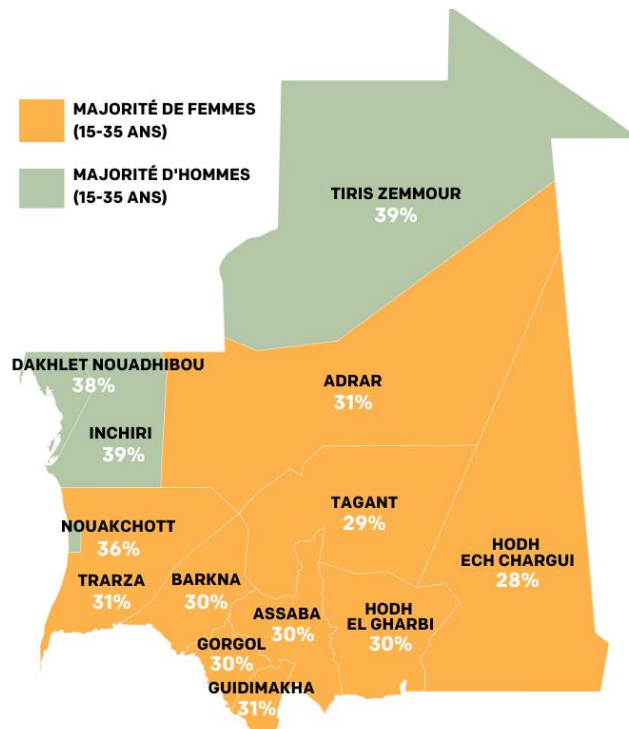 MAJORITÉ DE FEMMES
(15-35 ANS)
MAJORITÉ D'HOMMES
(15-35 ANS)
TIRIS ZEMMOUR
39%
DAKHLET NOUADHIBOU
38%
INCHIRI
39%
ADRAR
31%
TAGANT
29%
NOUAKCHOTT
36%
HODH
ECH CHARGUI
28%
TRARZA
31%
BARKNA
30%
ASSABA
30%
HODH
EL GHARBI
30%
GORGOL
30%
GUIDIMAKHA
31%